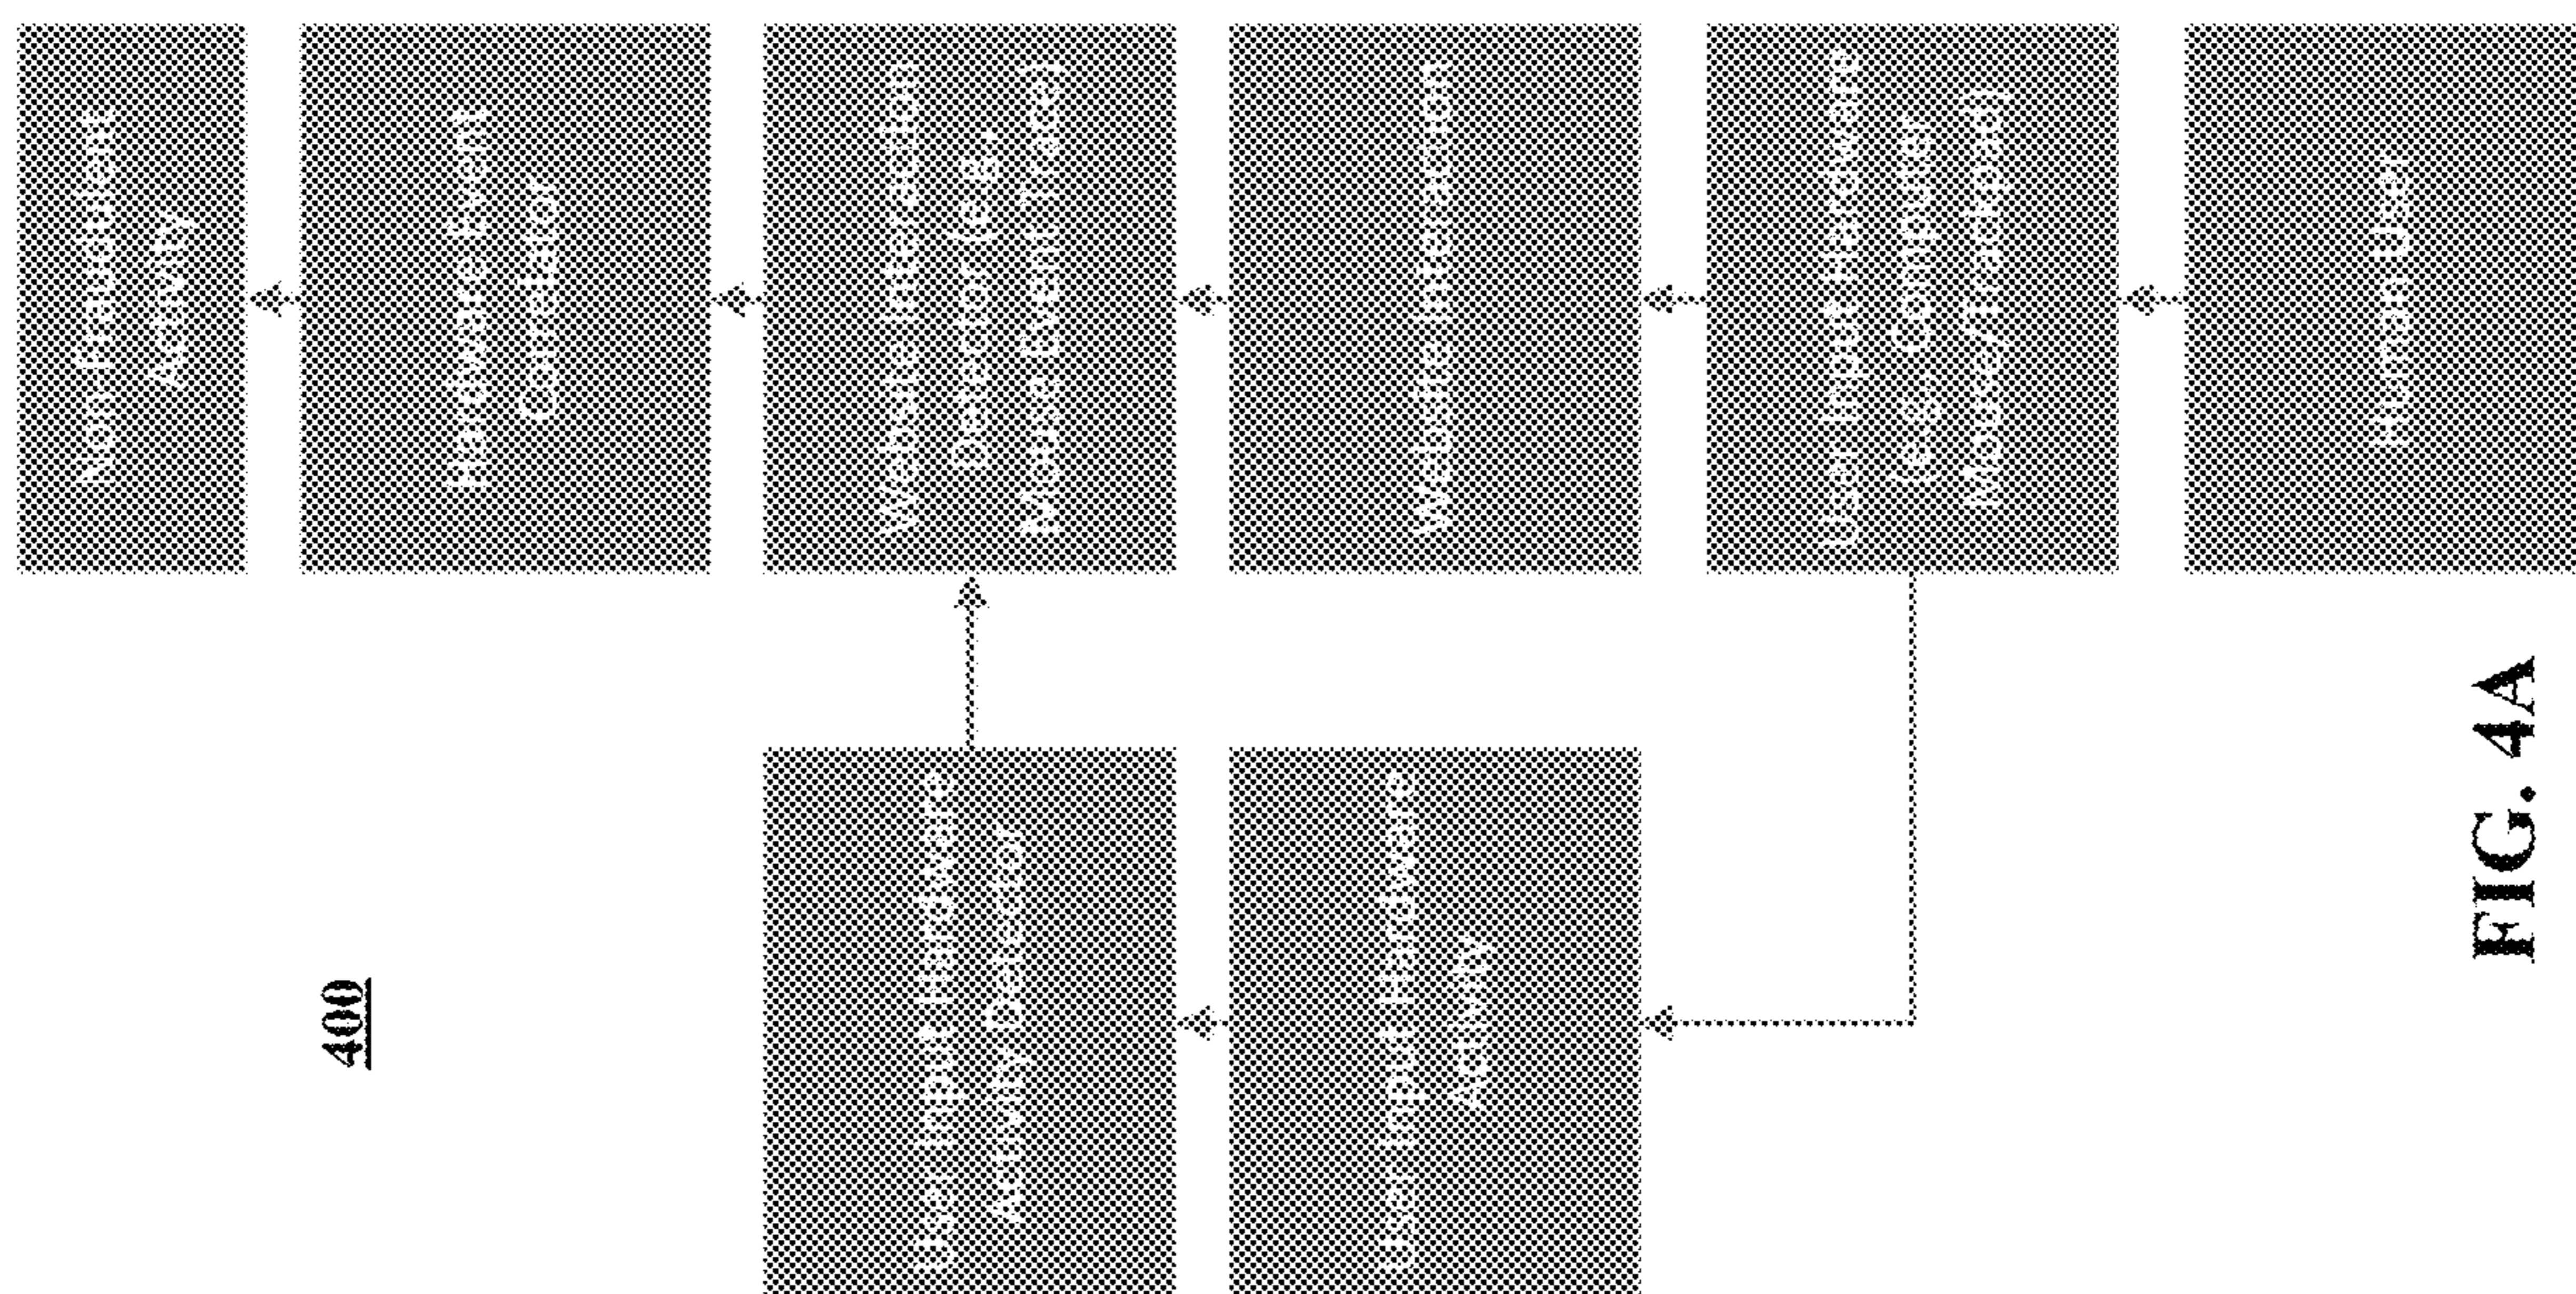 400
Non-Fraudulent
Activity
Hardware Event
Correlator
Website Interaction
Detector (e.g.
Mouse Event Trace)
Website Interaction
User Input Hardware
(e.g. Computer
Mouse/Trackpad)
Human User
User Input Hardware
Activity Detector
User Input Hardware
Activity
FIG. 4A